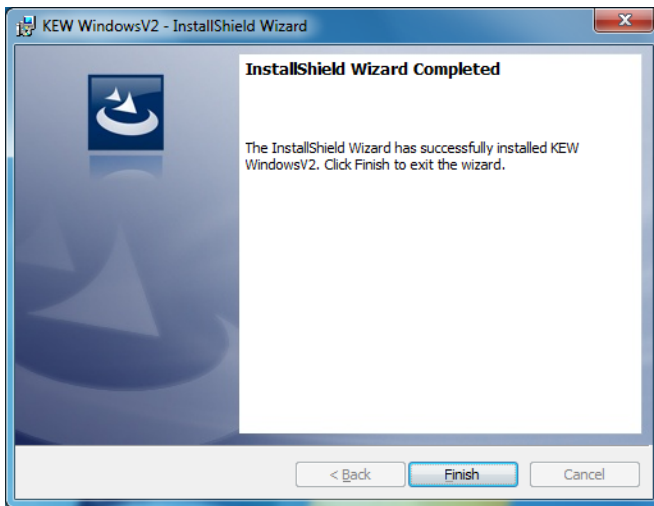 KEW WindowsV2 - InstallShield Wizard
InstallShield Wizard Completed
The InstallShield Wizard has successfully installed KEW
WindowsV2. Click Finish to exit the wizard.
< Back Finish Cancel